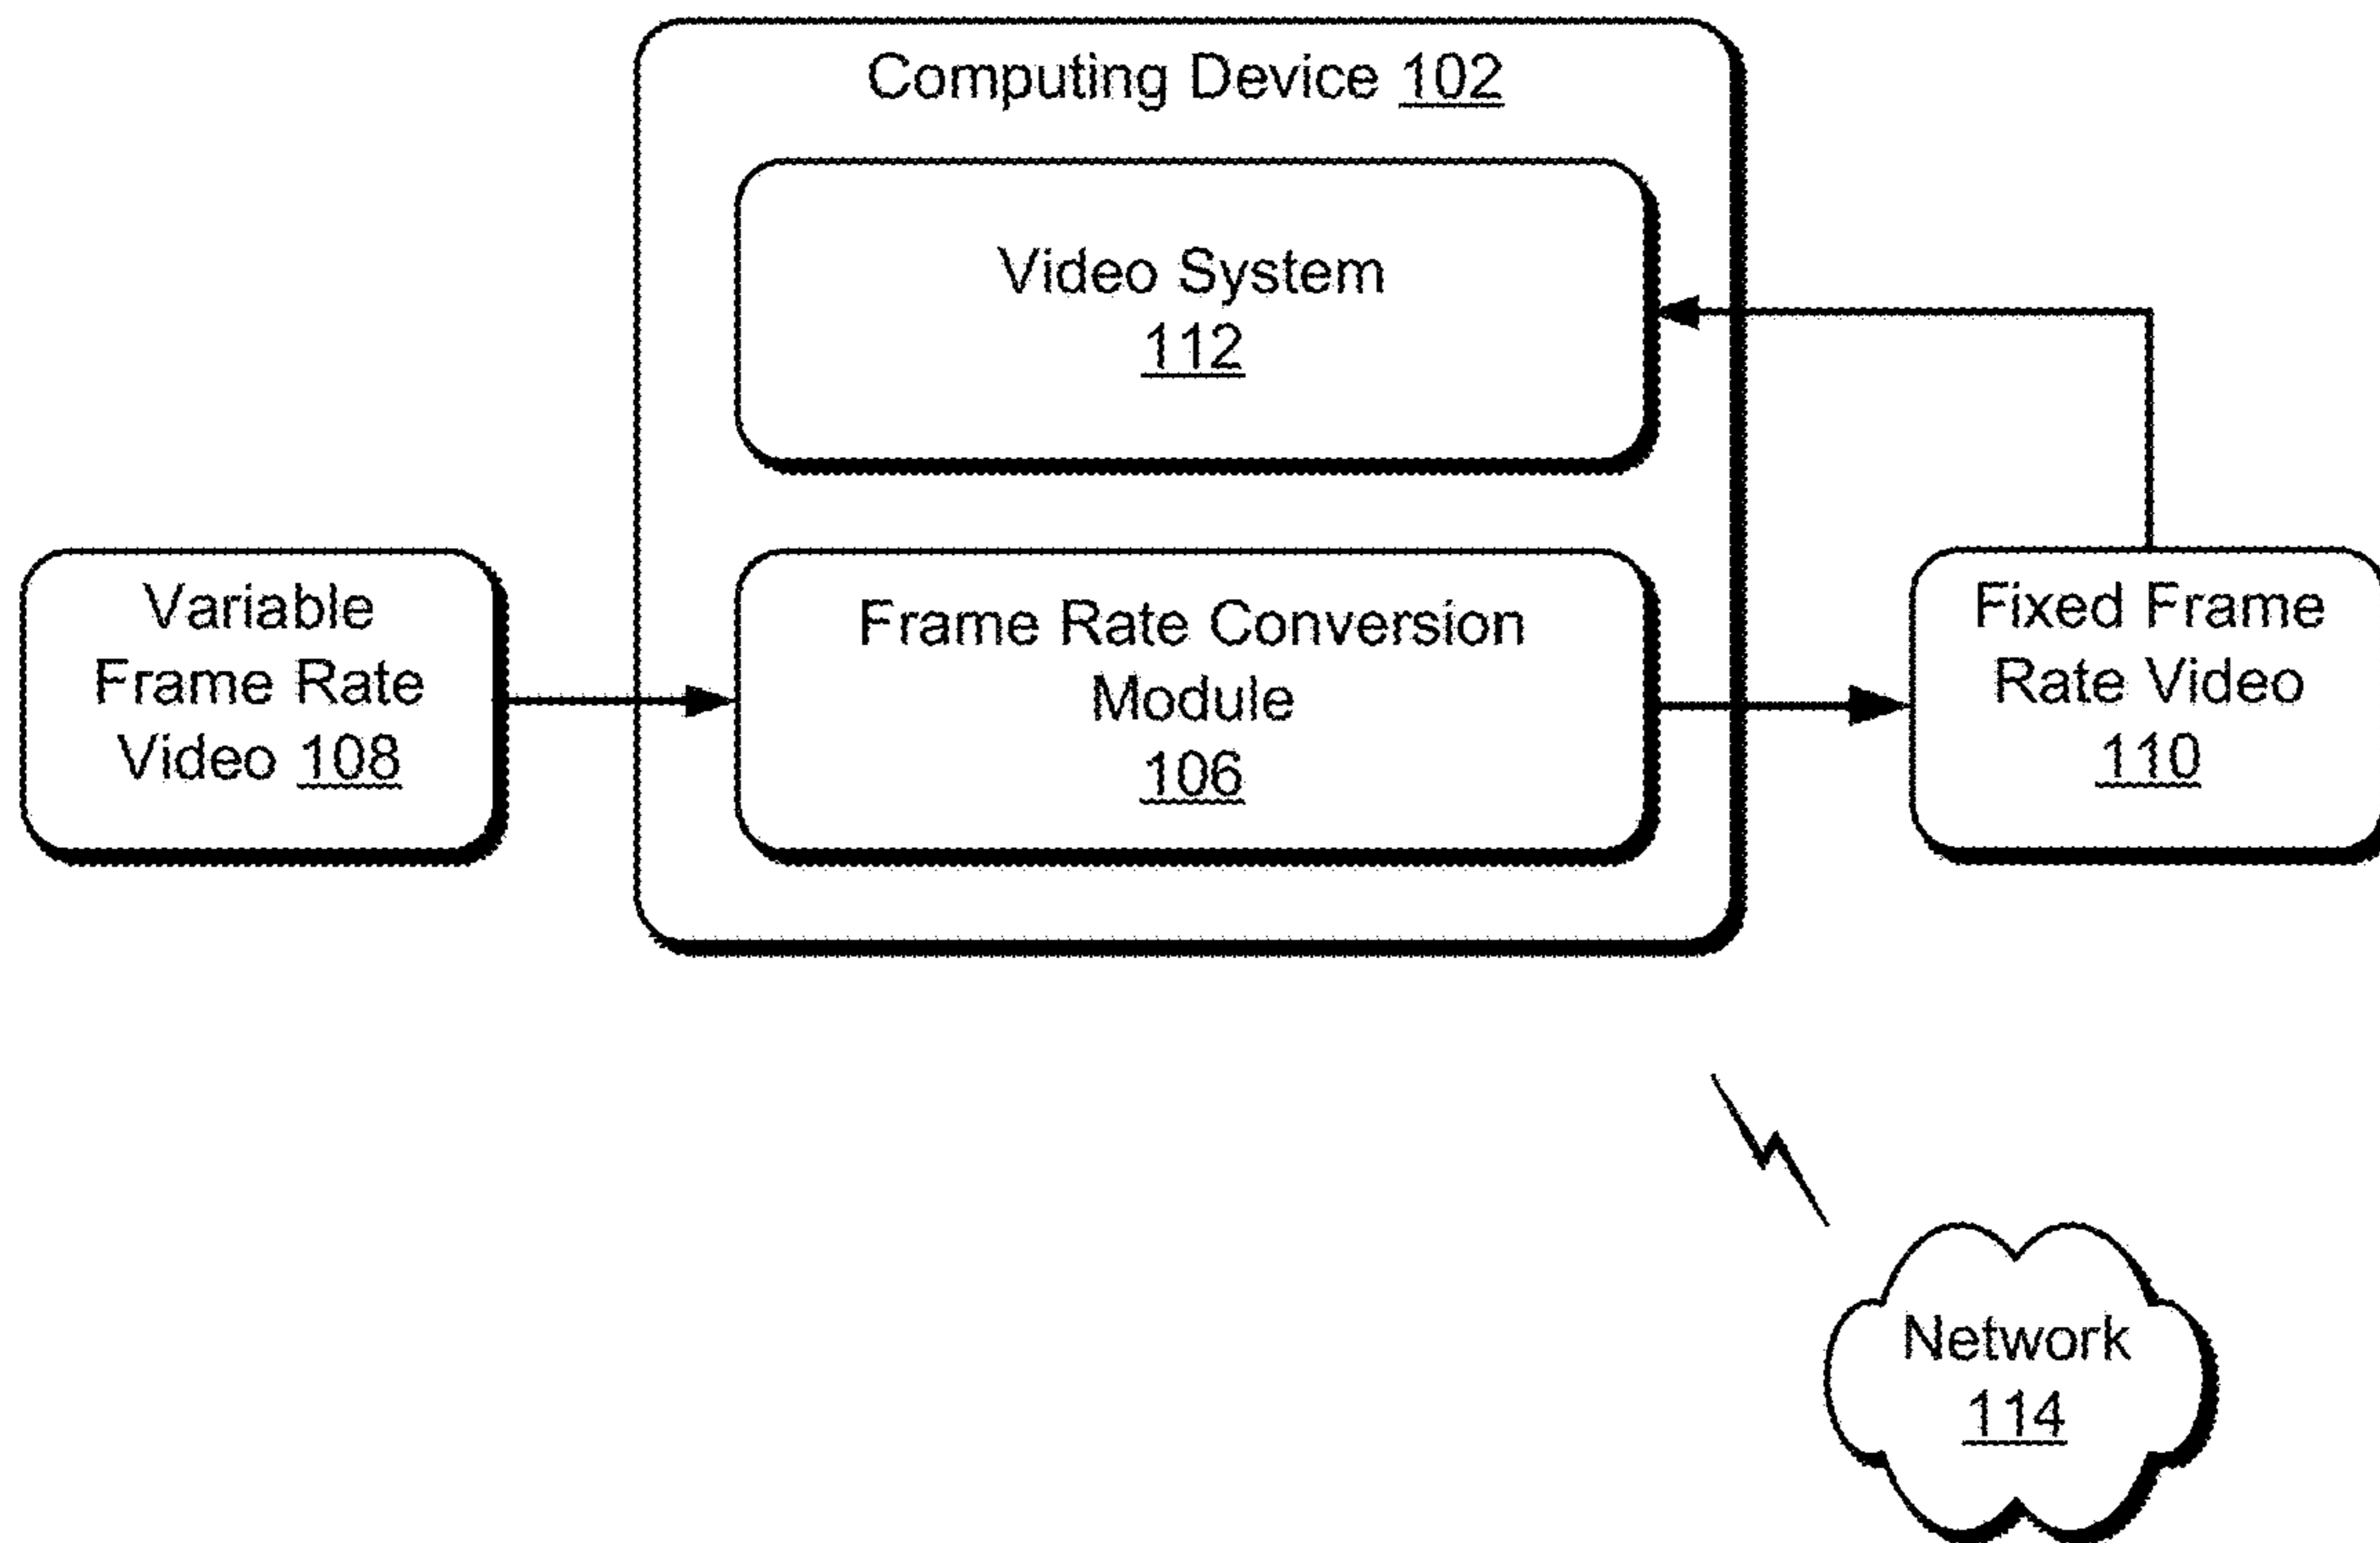 Computing Device 102
Video System
112
Variable
Frame Rate
Video 108
Frame Rate Conversion
Module
106
Fixed Frame
Rate Video
110
Network
114